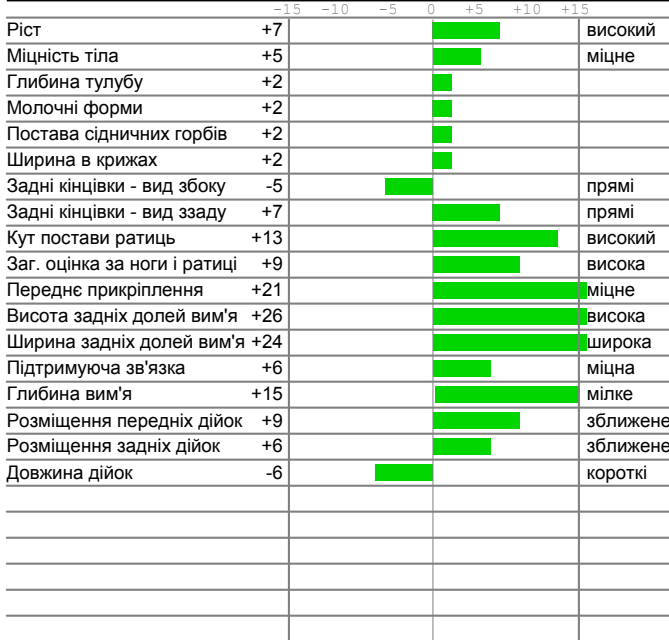 -15 -10 -5 0 +5 +10 +15
Ріст +7 високий
Міцність тіла +5 міцне
Глибина тулубу +2
Молочні форми +2
Постава сідничних горбів +2
Ширина в крижах +2
Задні кінцівки - вид збоку -5 прямі
Задні кінцівки - вид ззаду +7 прямі
Кут постави ратиць +13 високий
Заг. оцінка за ноги і ратиці +9 висока
Переднє прикріплення +21 міцне
Висота задніх долей вим'я +26 висока
Ширина задніх долей вим'я +24 широка
Підтримуюча зв'язка +6 міцна
Глибина вим'я +15 мілке
Розміщення передніх дійок +9 зближене
Розміщення задніх дійок +6 зближене
Довжина дійок -6 короткі